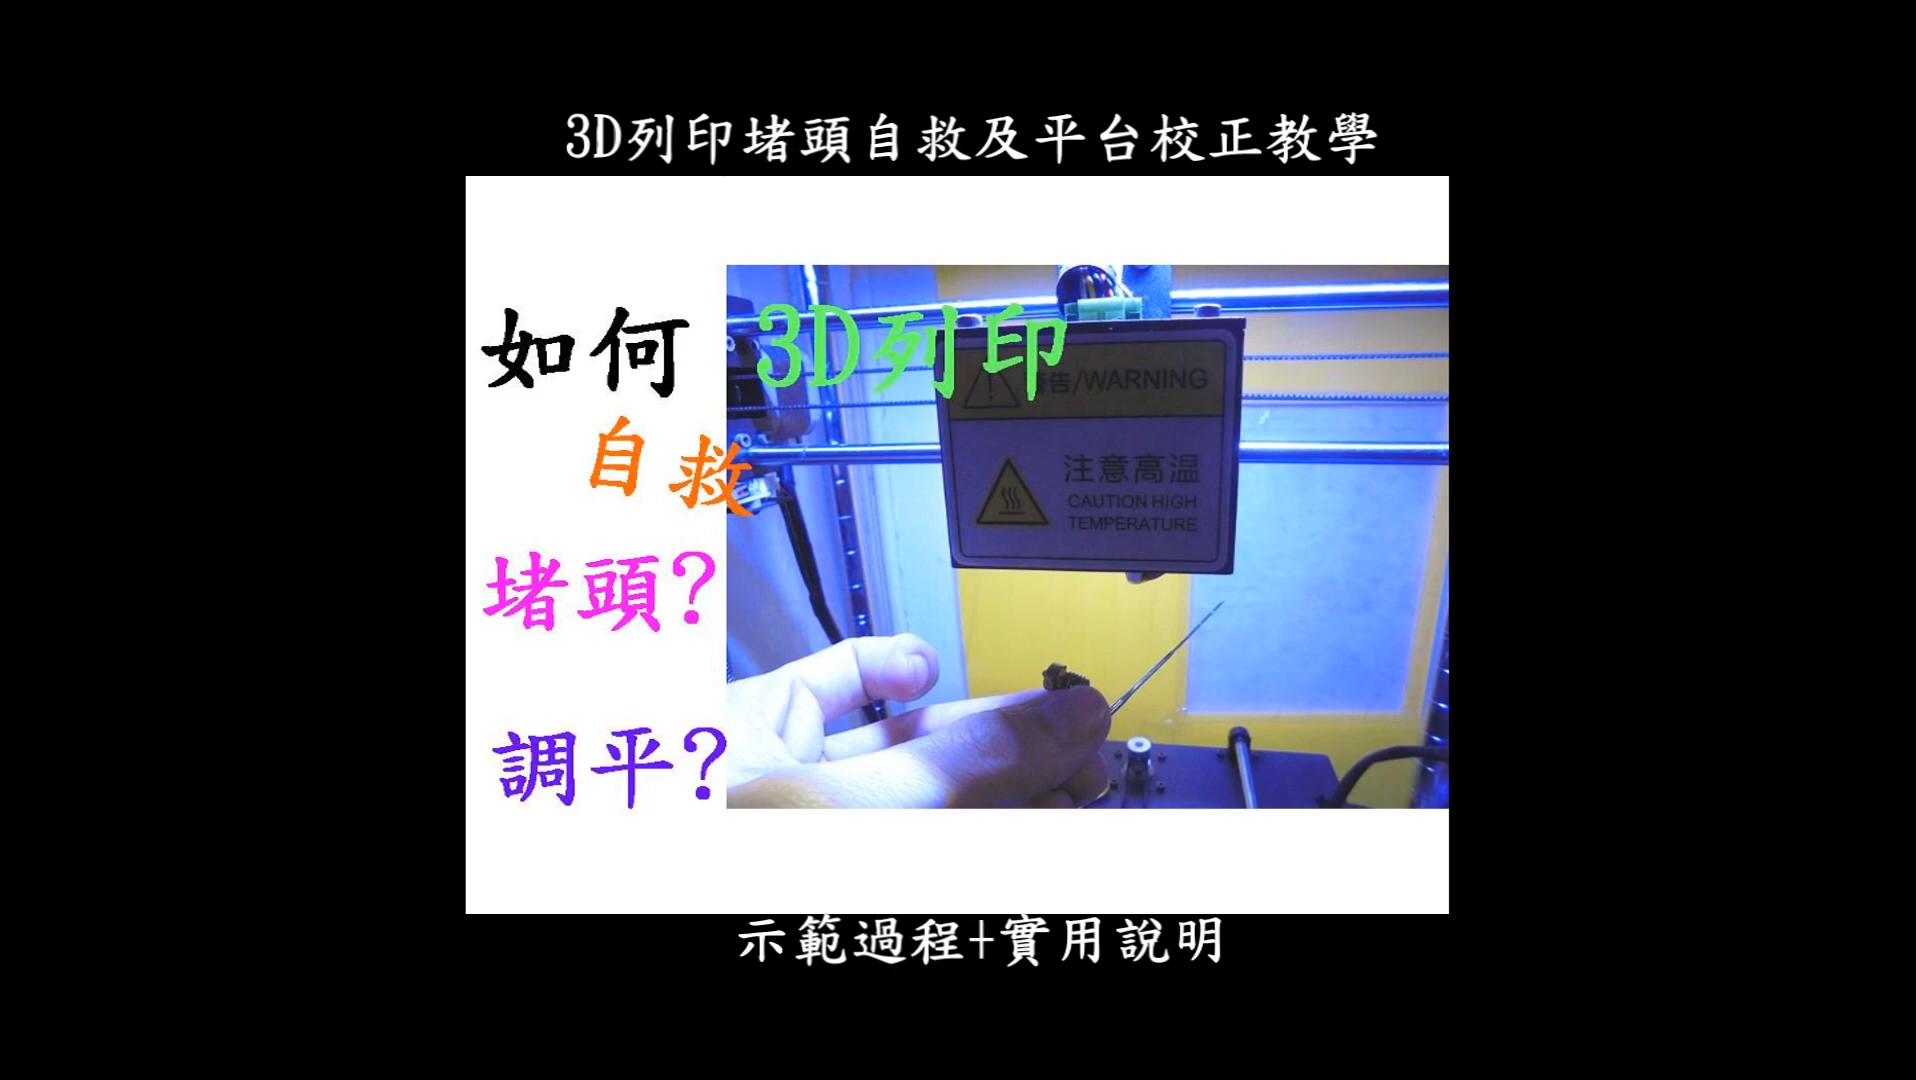 3D列印堵頭自救及平台校正教學
如何 3D列印
自救
堵頭?
調平?
警告/WARNING
注意高温
CAUTION HIGH
TEMPERATURE
示範過程+實用說明